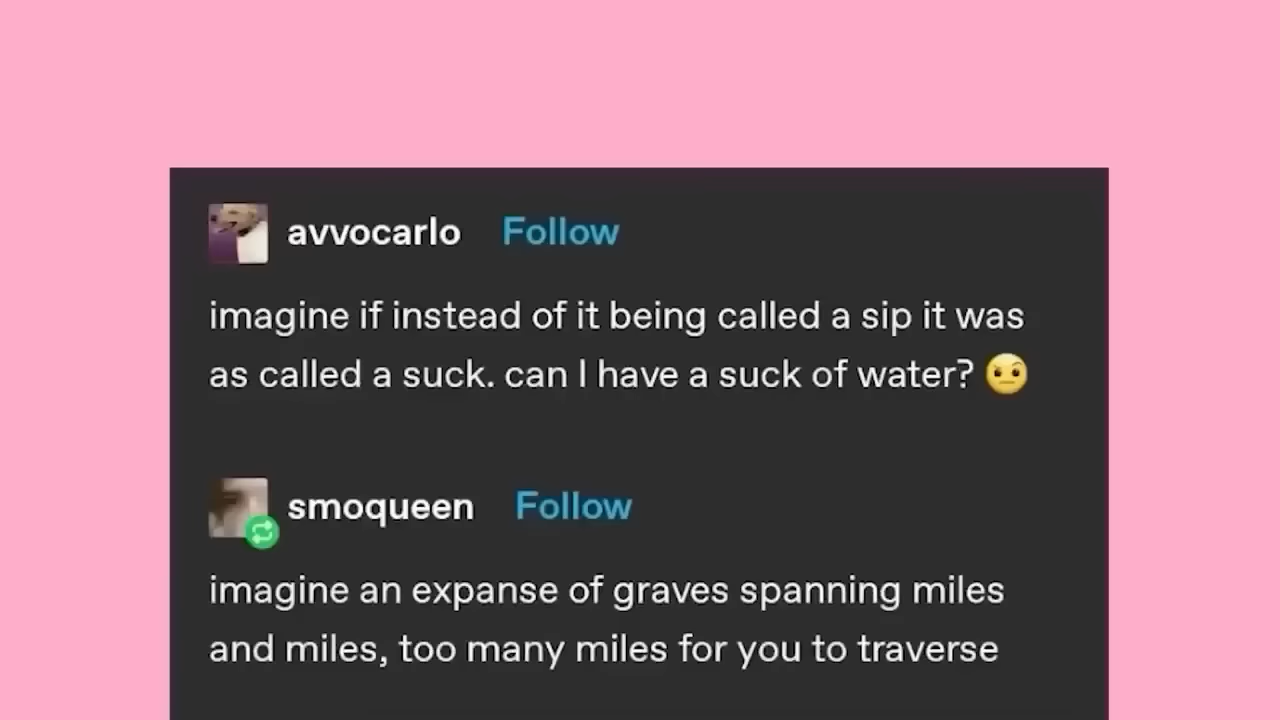 avvocarlo Follow
imagine if instead of it being called a sip it was
as called a suck. can I have a suck of water? 🤨
smoqueen Follow
imagine an expanse of graves spanning miles
and miles, too many miles for you to traverse